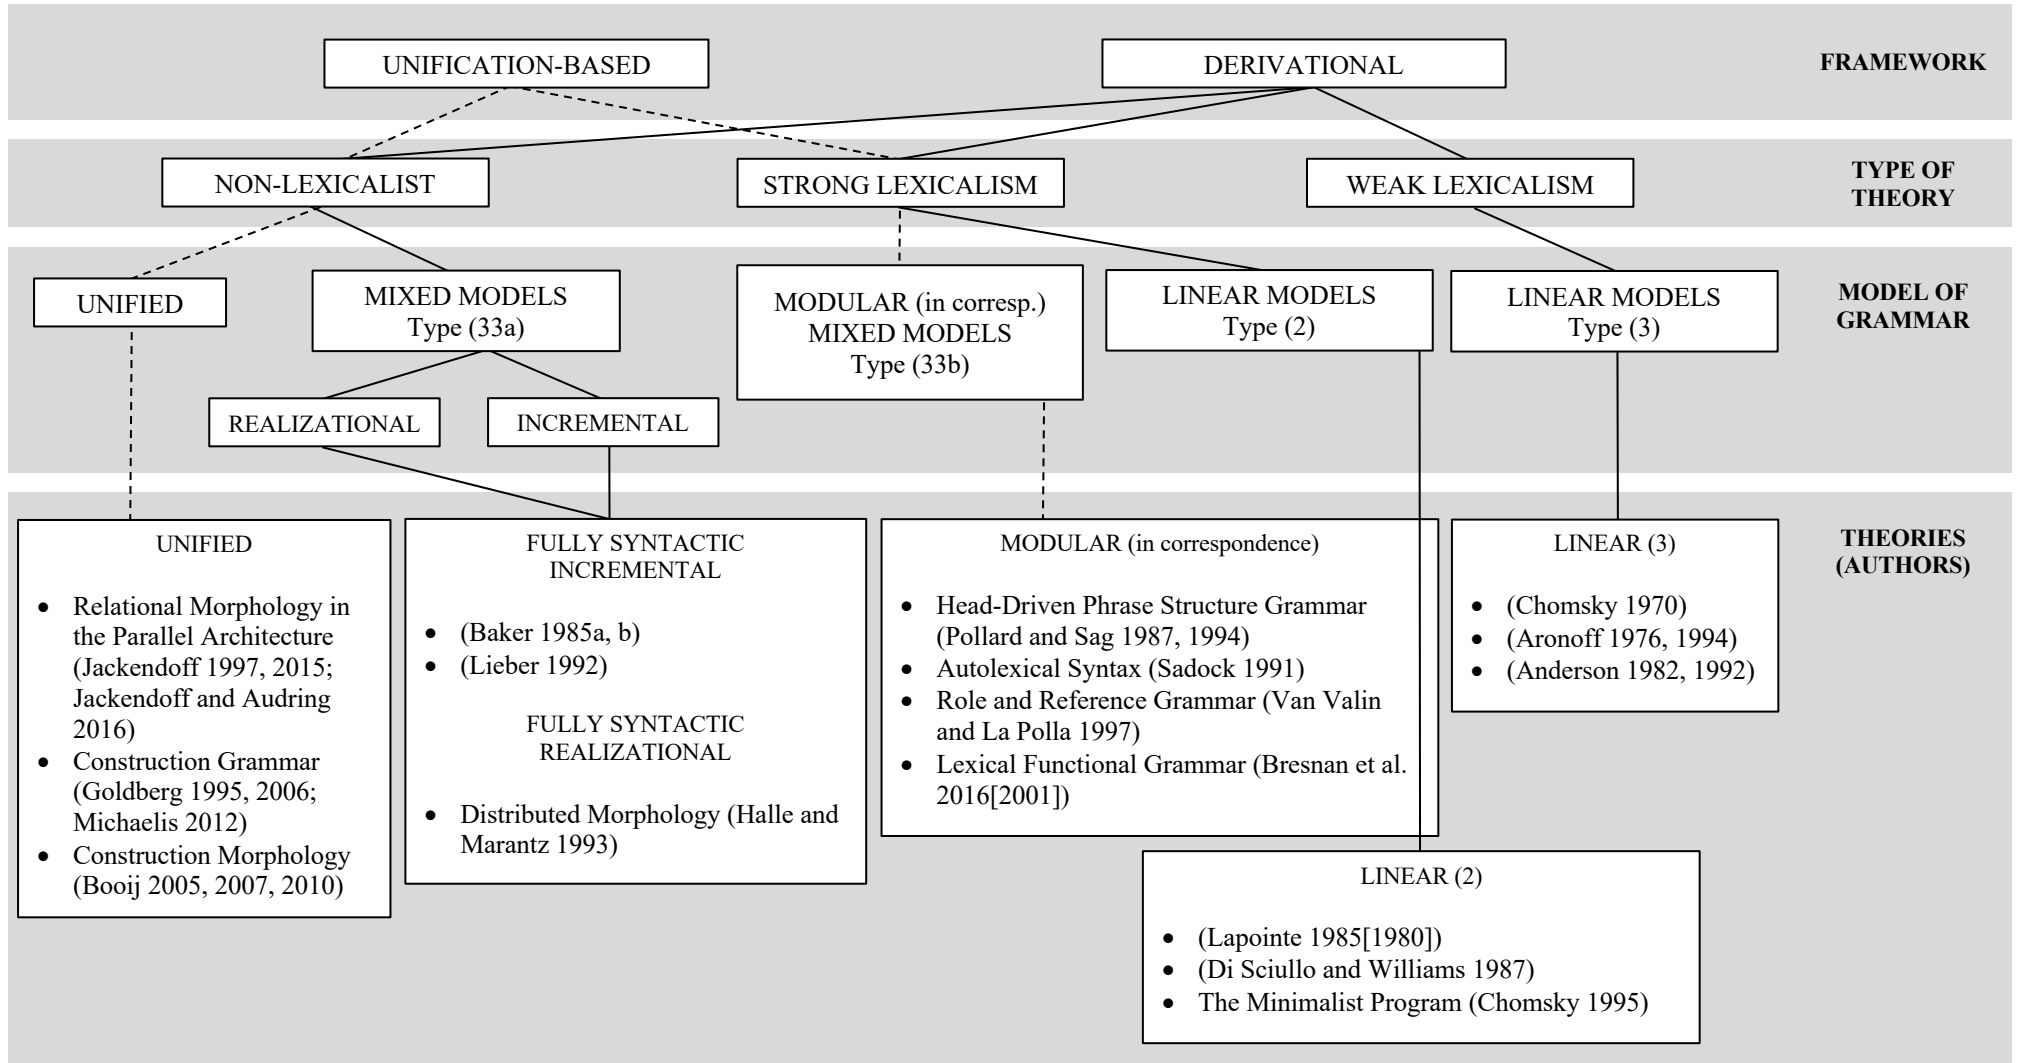 UNIFICATION-BASED
DERIVATIONAL
FRAMEWORK
NON-LEXICALIST
STRONG LEXICALISM
WEAK LEXICALISM
TYPE OF
THEORY
UNIFIED
MIXED MODELS
Type (33a)
MODULAR (in corresp.)
MIXED MODELS
Type (33b)
LINEAR MODELS
Type (2)
LINEAR MODELS
Type (3)
MODEL OF
GRAMMAR
REALIZATIONAL
INCREMENTAL
UNIFIED
• Relational Morphology in
the Parallel Architecture
(Jackendoff 1997, 2015;
Jackendoff and Audring
2016)
• Construction Grammar
(Goldberg 1995, 2006;
Michaelis 2012)
• Construction Morphology
(Booij 2005, 2007, 2010)
FULLY SYNTACTIC
INCREMENTAL
• (Baker 1985a, b)
• (Lieber 1992)
FULLY SYNTACTIC
REALIZATIONAL
• Distributed Morphology (Halle and
Marantz 1993)
MODULAR (in correspondence)
• Head-Driven Phrase Structure Grammar
(Pollard and Sag 1987, 1994)
• Autolexical Syntax (Sadock 1991)
• Role and Reference Grammar (Van Valin
and La Polla 1997)
• Lexical Functional Grammar (Bresnan et al.
2016[2001])
LINEAR (3)
• (Chomsky 1970)
• (Aronoff 1976, 1994)
• (Anderson 1982, 1992)
THEORIES
(AUTHORS)
LINEAR (2)
• (Lapointe 1985[1980])
• (Di Sciullo and Williams 1987)
• The Minimalist Program (Chomsky 1995)